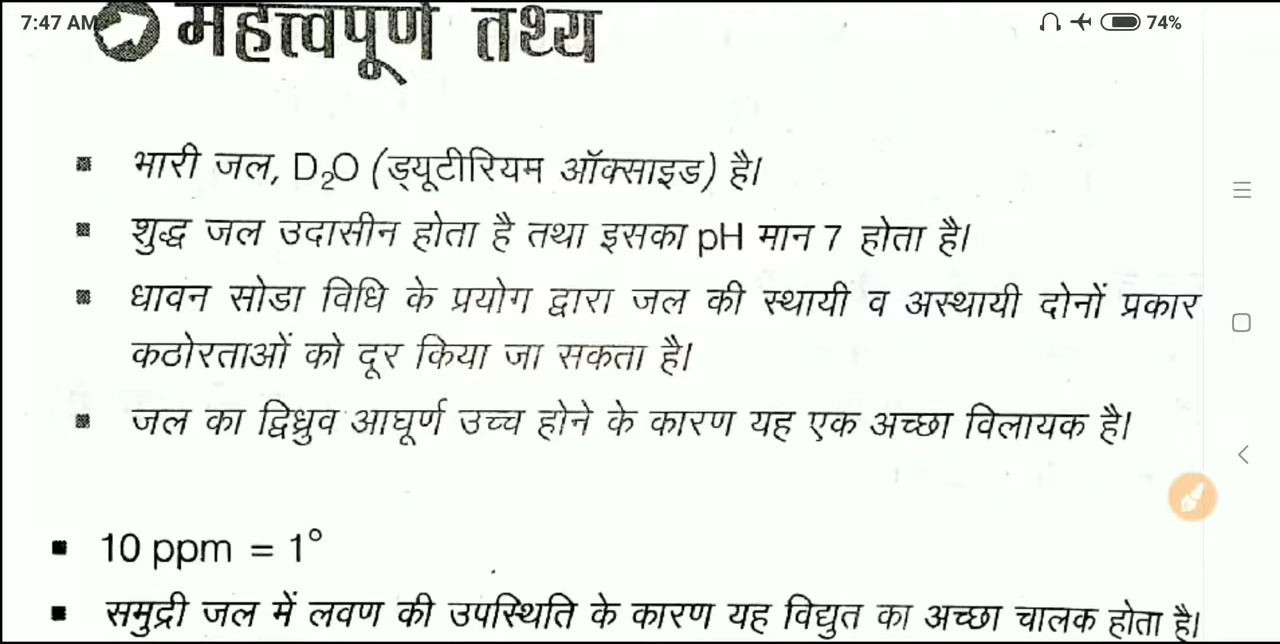 7:47 AM 74%
महत्त्वपूर्ण तथ्य
▪ भारी जल, D₂O (ड्यूटीरियम ऑक्साइड) है।
▪ शुद्ध जल उदासीन होता है तथा इसका pH मान 7 होता है।
▪ धावन सोडा विधि के प्रयोग द्वारा जल की स्थायी व अस्थायी दोनों प्रकार
कठोरताओं को दूर किया जा सकता है।
▪ जल का द्विध्रुव आघूर्ण उच्च होने के कारण यह एक अच्छा विलायक है।
▪ 10 ppm = 1°
▪ समुद्री जल में लवण की उपस्थिति के कारण यह विद्युत का अच्छा चालक होता है।